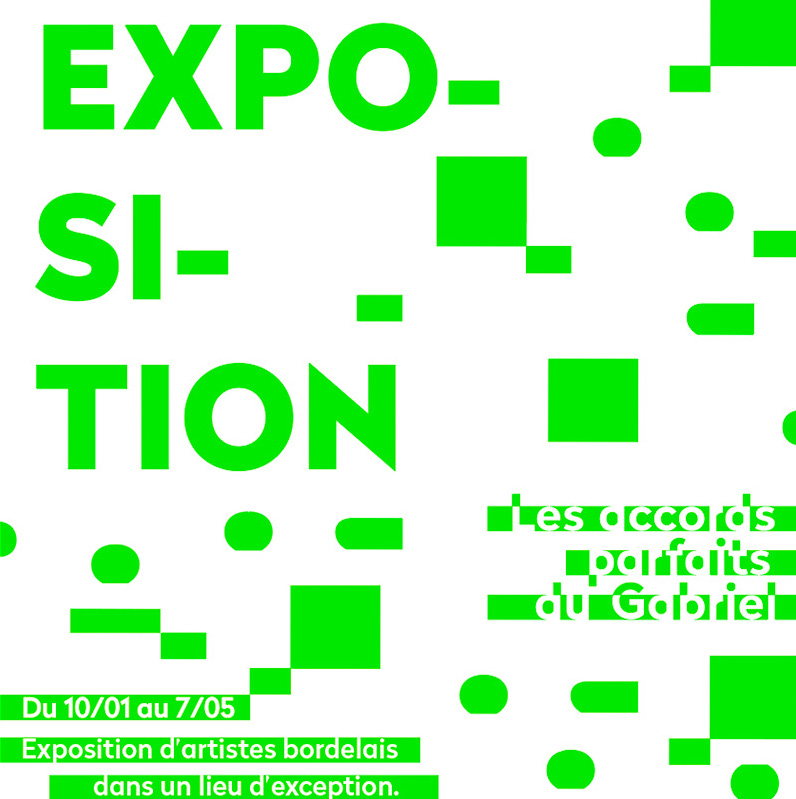 EXPO-
SI-
TION
Les accords
parfaits
du Gabriel
Du 10/01 au 7/05
Exposition d'artistes bordelais
dans un lieu d'exception.